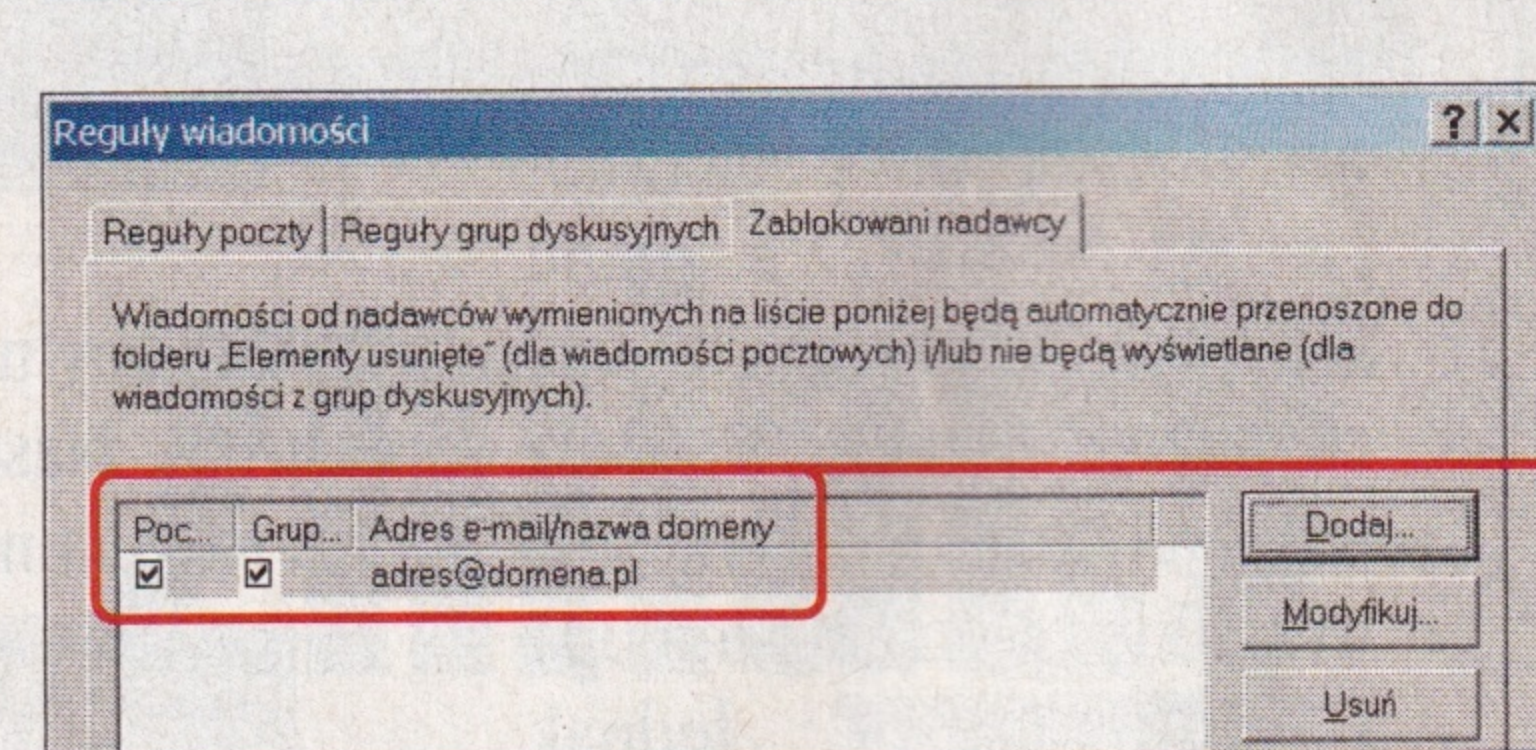 Reguły wiadomości
Reguły poczty Reguły grup dyskusyjnych Zablokowani nadawcy
Wiadomości od nadawców wymienionych na liście poniżej będą automatycznie przenoszone do
folderu „Elementy usunięte” (dla wiadomości pocztowych) i/lub nie będą wyświetlane (dla
wiadomości z grup dyskusyjnych).
Poc... Grup... Adres e-mail/nazwa domeny
adres@domena.pl
Dodaj...
Modyfikuj...
Usuń